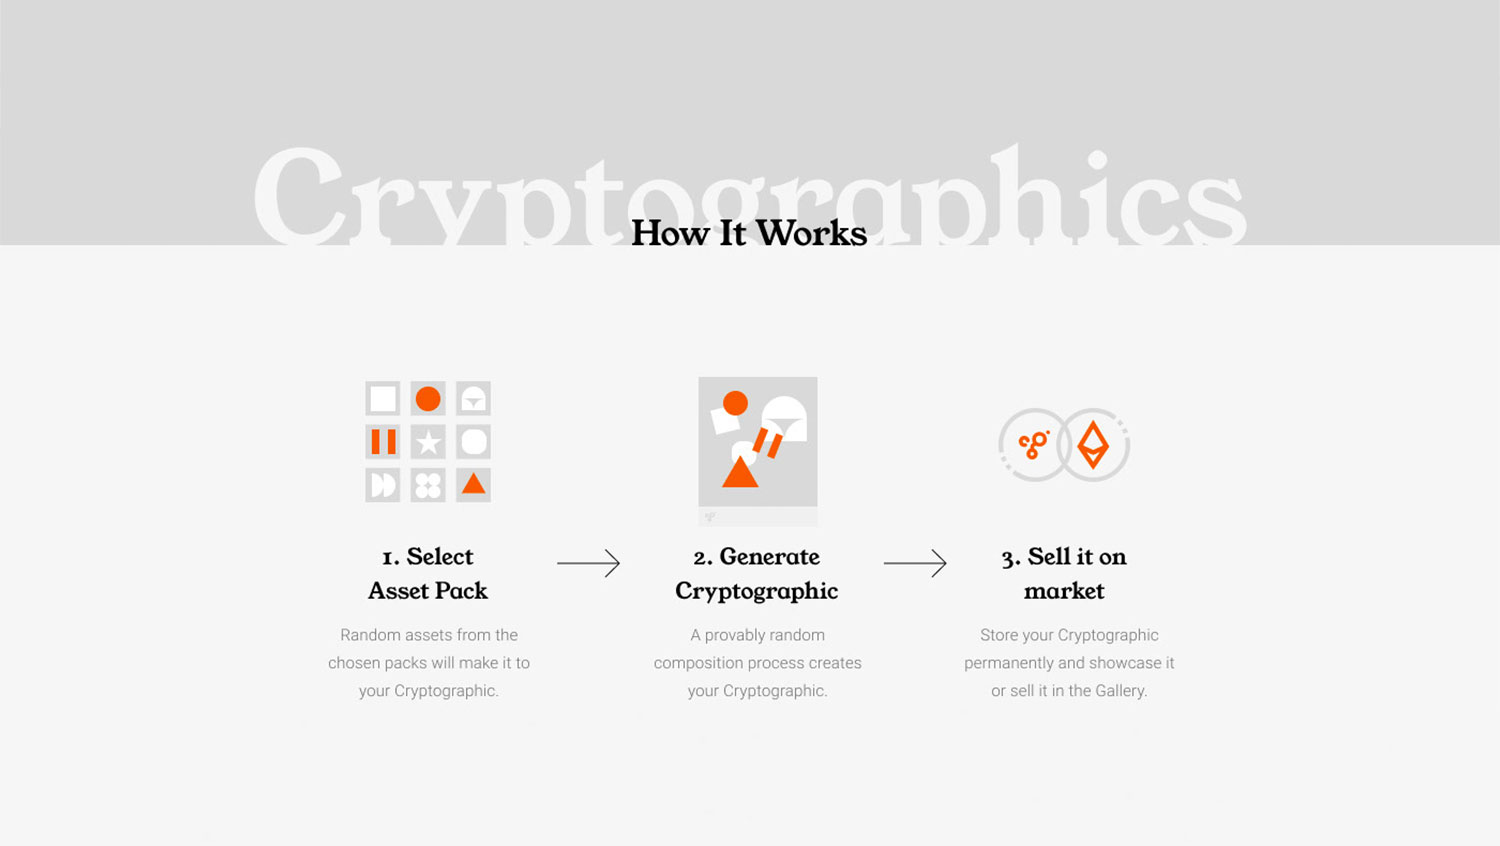 Cryptographics
How It Works
1. Select
Asset Pack
Random assets from the
chosen packs will make it to
your Cryptographic.
2. Generate
Cryptographic
A provably random
composition process creates
your Cryptographic.
3. Sell it on
market
Store your Cryptographic
permanently and showcase it
or sell it in the Gallery.